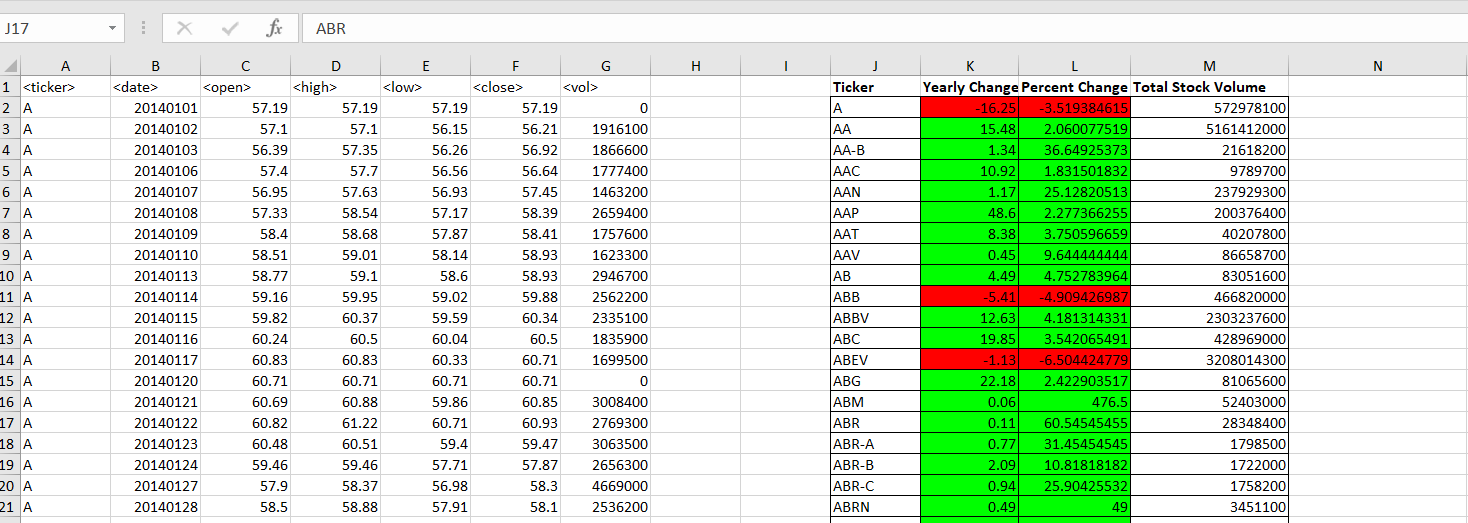 J17 fx ABR
A B C D E F G H I J K L M N
1 <ticker> <date> <open> <high> <low> <close> <vol> Ticker Yearly Change Percent Change Total Stock Volume
2 A 20140101 57.19 57.19 57.19 57.19 0 A -16.25 -3.519384615 572978100
3 A 20140102 57.1 57.1 56.15 56.21 1916100 AA 15.48 2.060077519 5161412000
4 A 20140103 56.39 57.35 56.26 56.92 1866600 AA-B 1.34 36.64925373 21618200
5 A 20140106 57.4 57.7 56.56 56.64 1777400 AAC 10.92 1.831501832 9789700
6 A 20140107 56.95 57.63 56.93 57.45 1463200 AAN 1.17 25.12820513 237929300
7 A 20140108 57.33 58.54 57.17 58.39 2659400 AAP 48.6 2.277366255 200376400
8 A 20140109 58.4 58.68 57.87 58.41 1757600 AAT 8.38 3.750596659 40207800
9 A 20140110 58.51 59.01 58.14 58.93 1623300 AAV 0.45 9.644444444 86658700
10 A 20140113 58.77 59.1 58.6 58.93 2946700 AB 4.49 4.752783964 83051600
11 A 20140114 59.16 59.95 59.02 59.88 2562200 ABB -5.41 -4.909426987 466820000
12 A 20140115 59.82 60.37 59.59 60.34 2335100 ABBV 12.63 4.181314331 2303237600
13 A 20140116 60.24 60.5 60.04 60.5 1835900 ABC 19.85 3.542065491 428969000
14 A 20140117 60.83 60.83 60.33 60.71 1699500 ABEV -1.13 -6.504424779 3208014300
15 A 20140120 60.71 60.71 60.71 60.71 0 ABG 22.18 2.422903517 81065600
16 A 20140121 60.69 60.88 59.86 60.85 3008400 ABM 0.06 476.5 52403000
17 A 20140122 60.82 61.22 60.71 60.93 2769300 ABR 0.11 60.54545455 28348400
18 A 20140123 60.48 60.51 59.4 59.47 3063500 ABR-A 0.77 31.45454545 1798500
19 A 20140124 59.46 59.46 57.71 57.87 2656300 ABR-B 2.09 10.81818182 1722000
20 A 20140127 57.9 58.37 56.98 58.3 4669000 ABR-C 0.94 25.90425532 1758200
21 A 20140128 58.5 58.88 57.91 58.1 2536200 ABRN 0.49 49 3451100